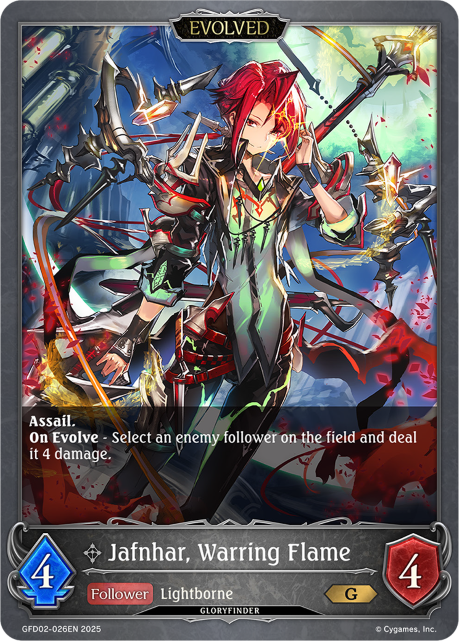 EVOLVED
Assail.
On Evolve - Select an enemy follower on the field and deal
it 4 damage.
Jafnhar, Warring Flame
4
Follower Lightborne G
4
GLORYFINDER
GFD02-026EN 2025 © Cygames, Inc.